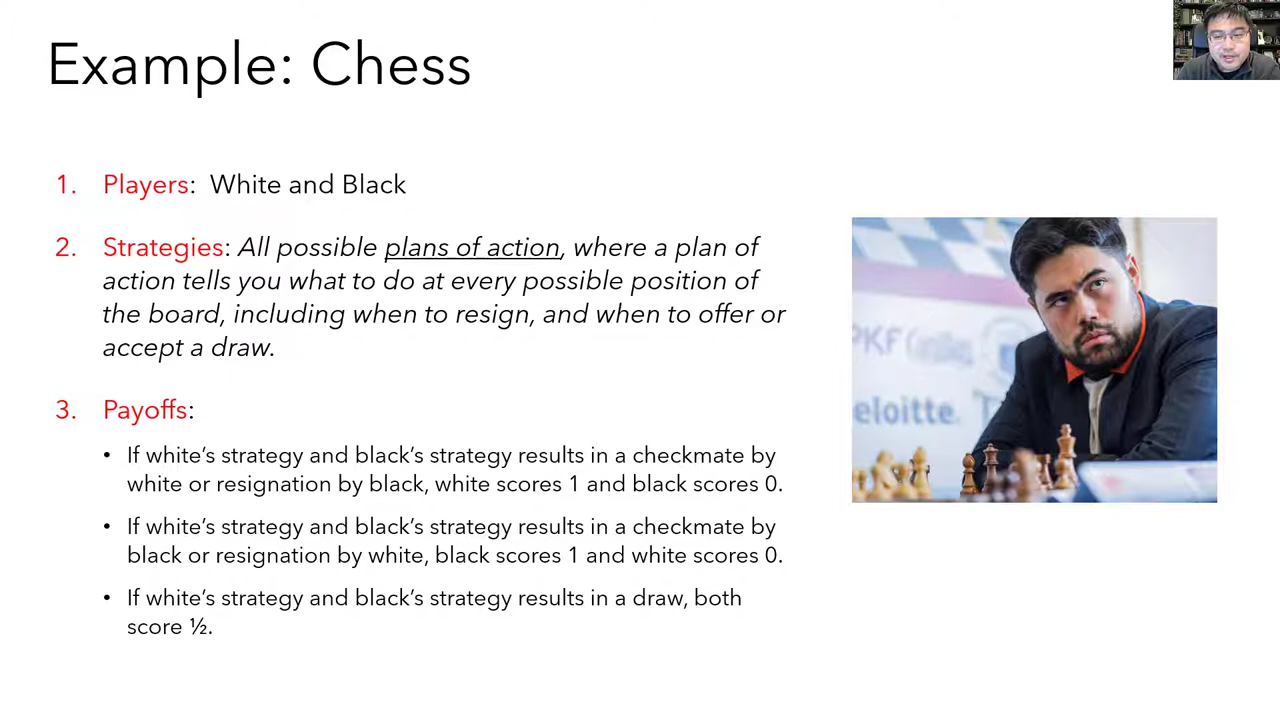 Example: Chess
1. Players: White and Black
2. Strategies: All possible plans of action, where a plan of
action tells you what to do at every possible position of
the board, including when to resign, and when to offer or
accept a draw.
3. Payoffs:
• If white's strategy and black's strategy results in a checkmate by
white or resignation by black, white scores 1 and black scores 0.
• If white's strategy and black's strategy results in a checkmate by
black or resignation by white, black scores 1 and white scores 0.
• If white's strategy and black's strategy results in a draw, both
score ½.
PKF
eloitte.